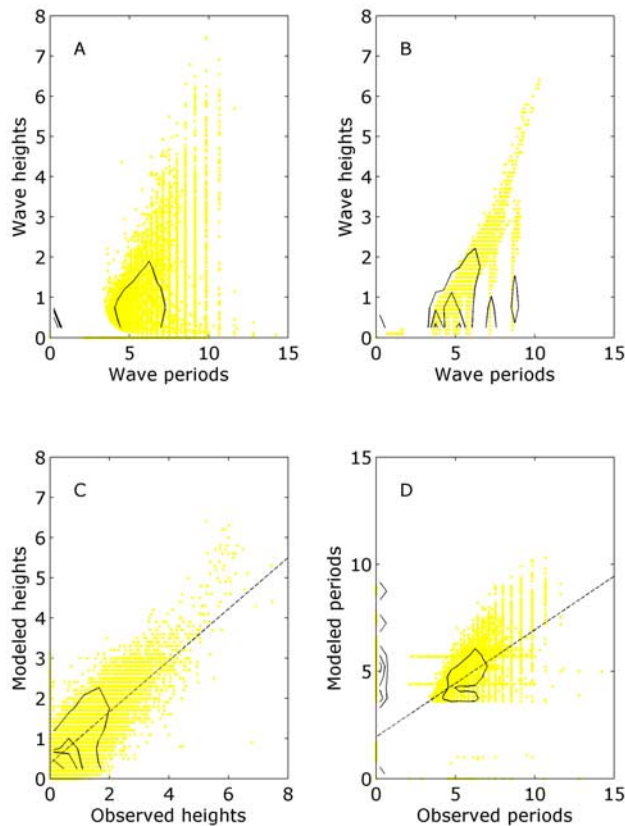 A
Wave heights
8
7
6
5
4
3
2
1
0
0 5 10 15
Wave periods
B
Wave heights
8
7
6
5
4
3
2
1
0
0 5 10 15
Wave periods
C
Modeled heights
8
7
6
5
4
3
2
1
0
0 2 4 6 8
Observed heights
D
Modeled periods
15
10
5
0
0 5 10 15
Observed periods